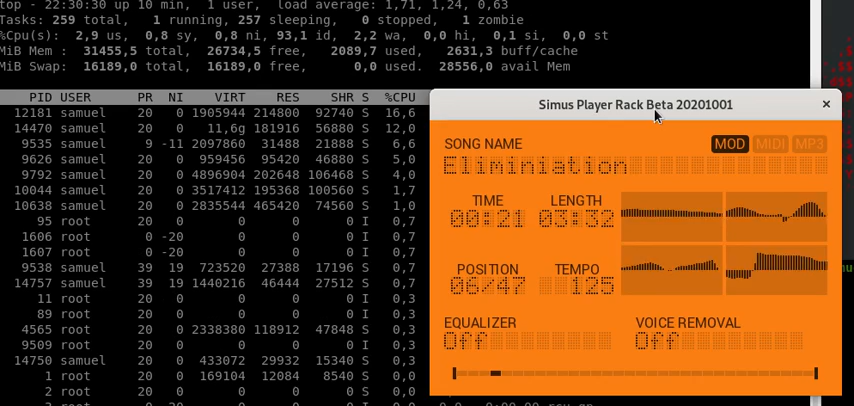 top - 22:30:30 up 10 min, 1 user, load average: 1,71, 1,24, 0,63
Tasks: 259 total, 1 running, 257 sleeping, 0 stopped, 1 zombie
%Cpu(s): 2,9 us, 0,8 sy, 0,8 ni, 93,1 id, 2,2 wa, 0,0 hi, 0,1 si, 0,0 st
MiB Mem : 31455,5 total, 26734,5 free, 2089,7 used, 2631,3 buff/cache
MiB Swap: 16189,0 total, 16189,0 free, 0,0 used. 28556,0 avail Mem
PID USER PR NI VIRT RES SHR S %CPU
12181 samuel 20 0 1905944 214800 92740 S 16,6
14470 samuel 20 0 11,6g 181916 56880 S 12,0
9535 samuel 9 -11 2097860 31488 21888 S 6,6
9626 samuel 20 0 959456 95420 46880 S 5,0
9792 samuel 20 0 4896904 202648 106468 S 4,0
10044 samuel 20 0 3517412 195368 100560 S 1,7
10638 samuel 20 0 2835544 465420 74560 S 1,0
95 root 20 0 0 0 0 I 0,7
1606 root 0 -20 0 0 0 I 0,7
1607 root 0 -20 0 0 0 I 0,7
9538 samuel 39 19 723520 27388 17196 S 0,7
14757 samuel 39 19 1440216 46444 27512 S 0,7
11 root 20 0 0 0 0 I 0,3
89 root 20 0 0 0 0 I 0,3
4565 root 20 0 2338380 118912 47848 S 0,3
9509 root 20 0 0 0 0 I 0,3
14750 samuel 20 0 433072 29932 15340 S 0,3
1 root 20 0 169104 12084 8540 S 0,0
2 root 20 0 0 0 0 S 0,0
Simus Player Rack Beta 20201001
SONG NAME
MOD MIDI MP3
Eliminiation
TIME LENGTH
00:21 03:32
POSITION TEMPO
06/47 125
EQUALIZER VOICE REMOVAL
Off Off